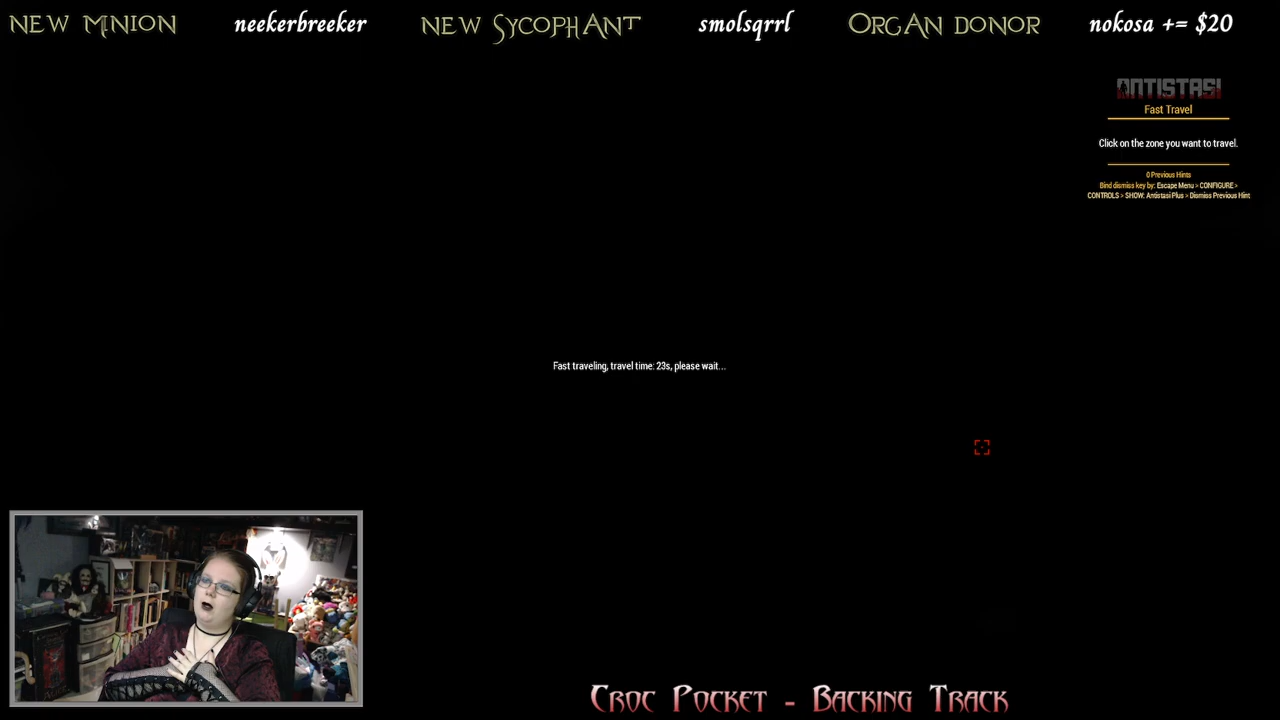 NEW MINION neekerbreeker NEW SYCOPHANT smolsqrrl ORGAN DONOR nokosa += $20
ANTISTASI
Fast Travel
Click on the zone you want to travel.
0 Previous Hints
Bind dismiss key by: Escape Menu > CONFIGURE >
CONTROLS > SHOW: Antistasi Plus > Dismiss Previous Hint
Fast traveling, travel time: 23s, please wait...
CROC POCKET - BACKING TRACK